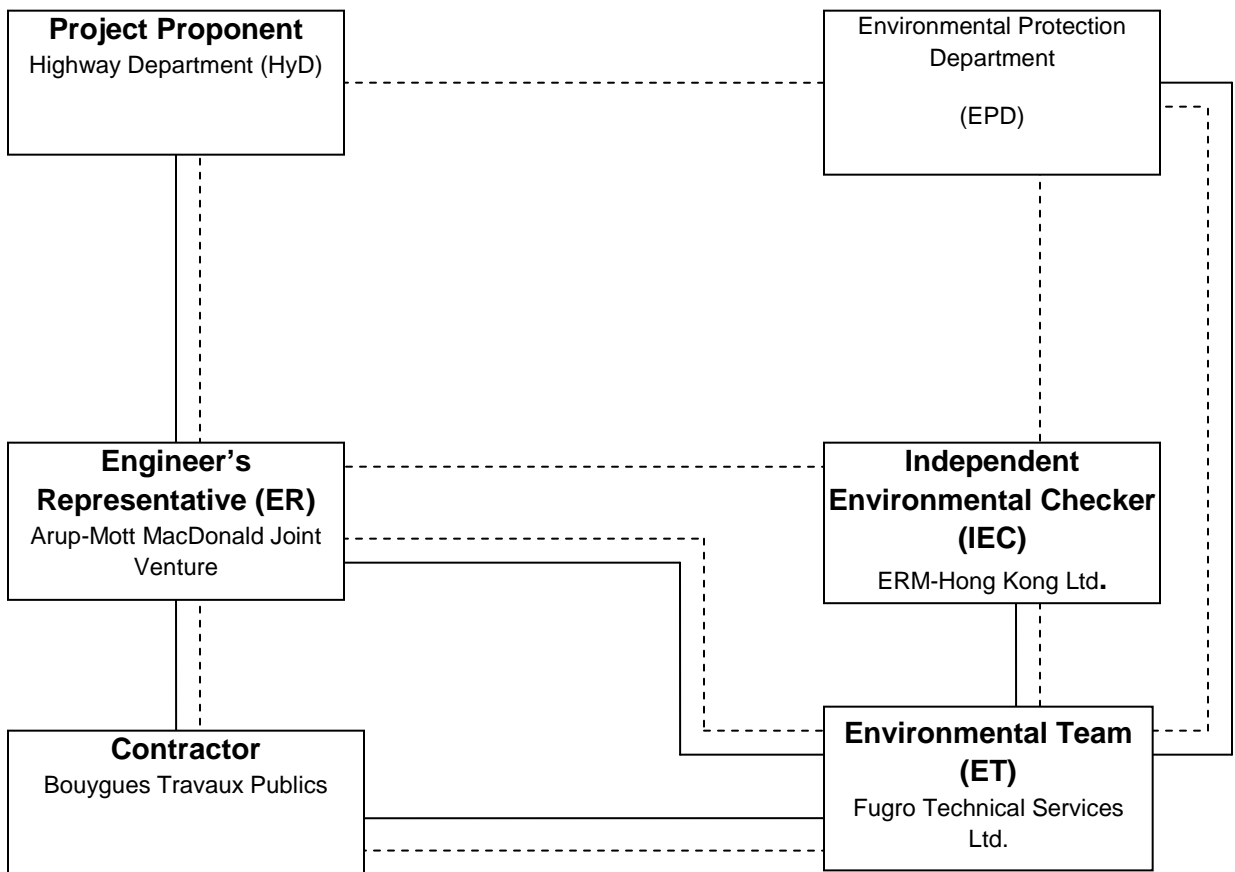 Project Proponent
Highway Department (HyD)
Environmental Protection
Department
(EPD)
Engineer's
Representative (ER)
Arup-Mott MacDonald Joint
Venture
Independent
Environmental Checker
(IEC)
ERM-Hong Kong Ltd.
Contractor
Bouygues Travaux Publics
Environmental Team
(ET)
Fugro Technical Services
Ltd.